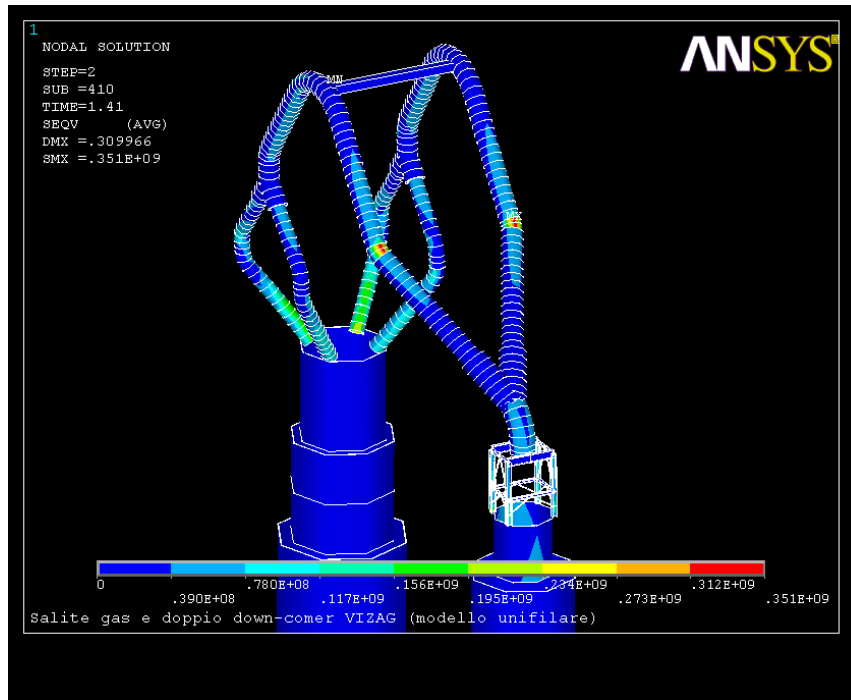 1
NODAL SOLUTION
ANSYS
STEP=2
SUB =410
TIME=1.41
SEQV (AVG)
DMX =.309966
SMX =.351E+09
MN
MX
0 .780E+08 .156E+09 .234E+09 .312E+09
.390E+08 .117E+09 .195E+09 .273E+09 .351E+09
Salite gas e doppio down-comer VIZAG (modello unifilare)